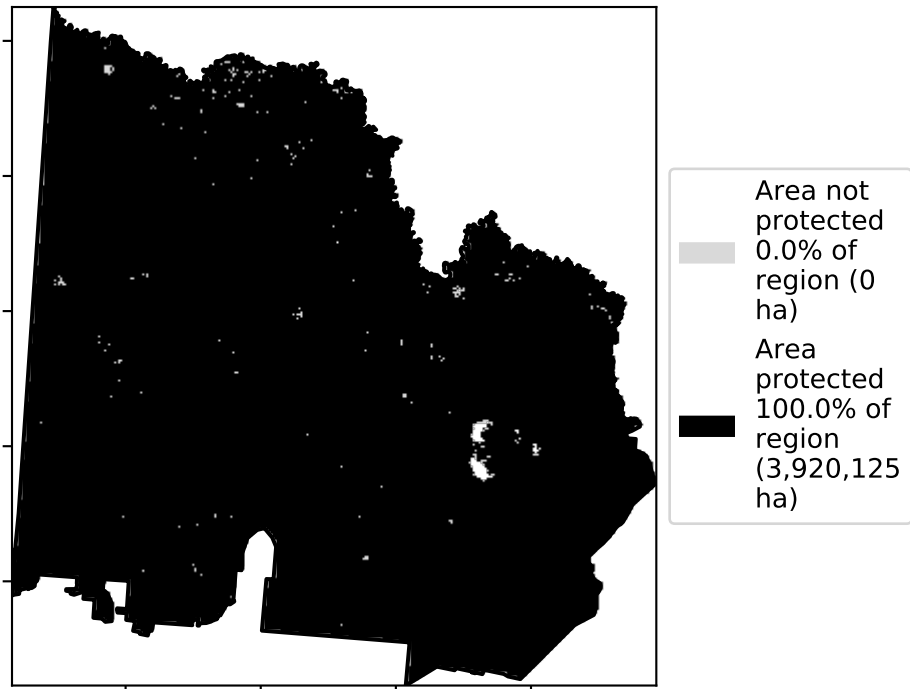 Area not
protected
0.0% of
region (0
ha)
Area
protected
100.0% of
region
(3,920,125
ha)